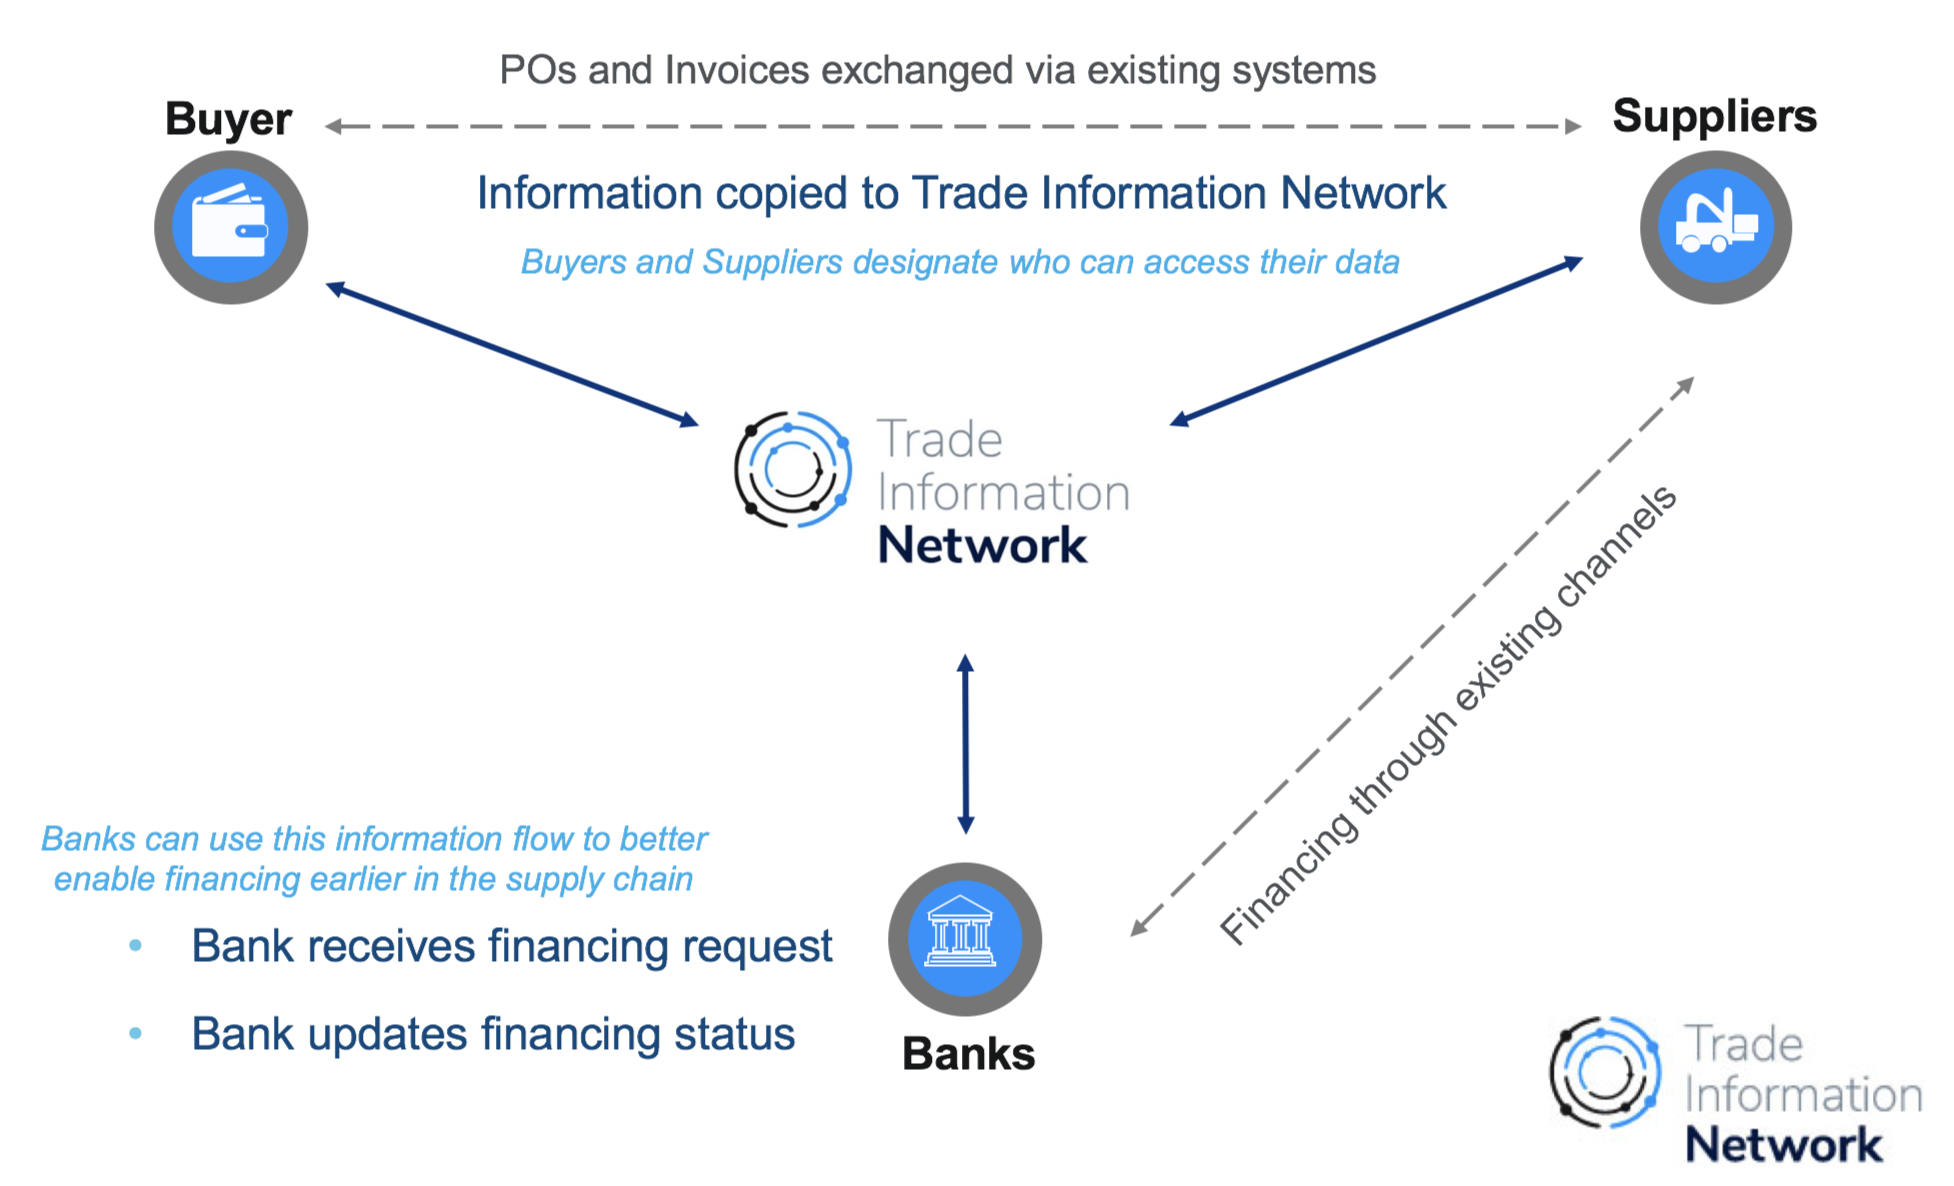 POs and Invoices exchanged via existing systems
Buyer
Suppliers
Information copied to Trade Information Network
Buyers and Suppliers designate who can access their data
Trade
Information
Network
Financing through existing channels
Banks can use this information flow to better
enable financing earlier in the supply chain
• Bank receives financing request
• Bank updates financing status
Banks
Trade
Information
Network